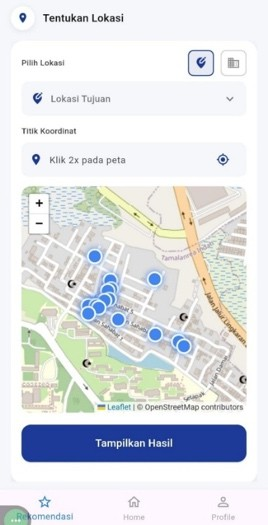 Tentukan Lokasi
Pilih Lokasi
Lokasi Tujuan
Titik Koordinat
Klik 2x pada peta
+
−
Leaflet | © OpenStreetMap contributors
Tampilkan Hasil
Rekomendasi
Home
Profile